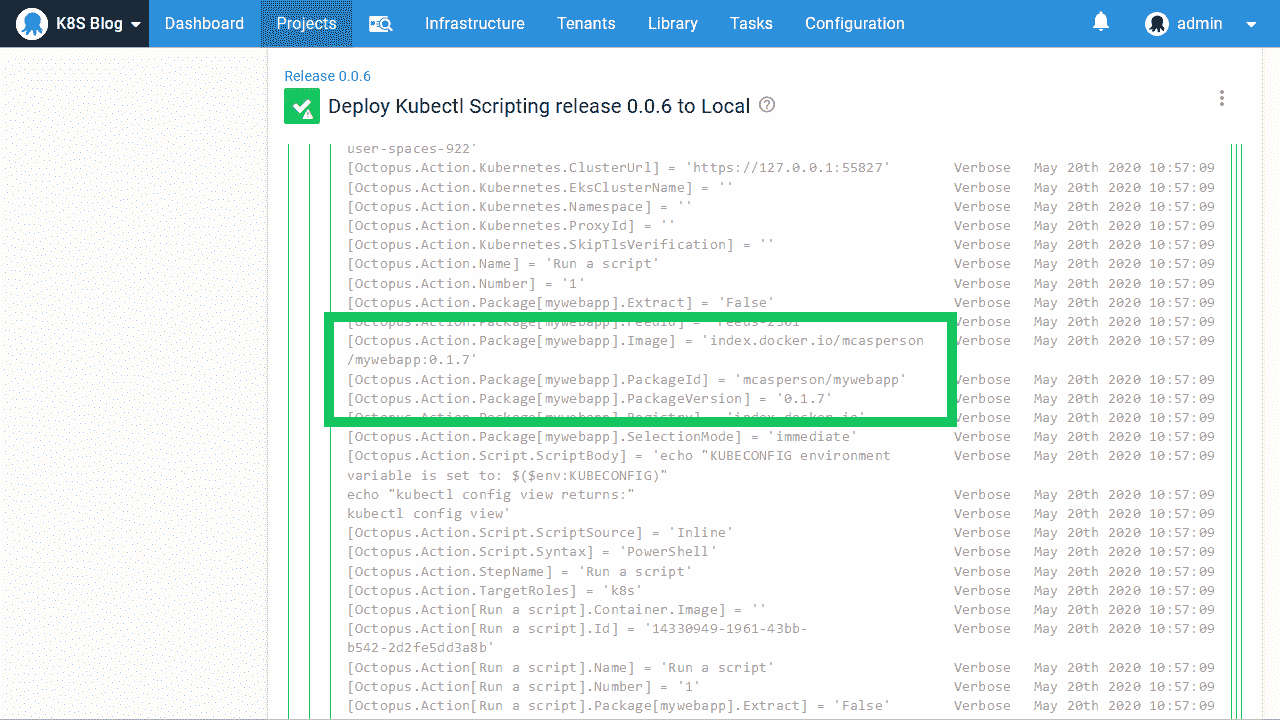 K8S Blog Dashboard Projects Infrastructure Tenants Library Tasks Configuration admin
Release 0.0.6
Deploy Kubectl Scripting release 0.0.6 to Local
user-spaces-922'
[Octopus.Action.Kubernetes.ClusterUrl] = 'https://127.0.0.1:55827' Verbose May 20th 2020 10:57:09
[Octopus.Action.Kubernetes.EksClusterName] = '' Verbose May 20th 2020 10:57:09
[Octopus.Action.Kubernetes.Namespace] = '' Verbose May 20th 2020 10:57:09
[Octopus.Action.Kubernetes.ProxyId] = '' Verbose May 20th 2020 10:57:09
[Octopus.Action.Kubernetes.SkipTlsVerification] = '' Verbose May 20th 2020 10:57:09
[Octopus.Action.Name] = 'Run a script' Verbose May 20th 2020 10:57:09
[Octopus.Action.Number] = '1' Verbose May 20th 2020 10:57:09
[Octopus.Action.Package[mywebapp].Extract] = 'False' Verbose May 20th 2020 10:57:09
[Octopus.Action.Package[mywebapp].FeedId] = 'feeds-2301' Verbose May 20th 2020 10:57:09
[Octopus.Action.Package[mywebapp].Image] = 'index.docker.io/mcasperson Verbose May 20th 2020 10:57:09
/mywebapp:0.1.7'
[Octopus.Action.Package[mywebapp].PackageId] = 'mcasperson/mywebapp' Verbose May 20th 2020 10:57:09
[Octopus.Action.Package[mywebapp].PackageVersion] = '0.1.7' Verbose May 20th 2020 10:57:09
[Octopus.Action.Package[mywebapp].Registry] = 'index.docker.io' Verbose May 20th 2020 10:57:09
[Octopus.Action.Package[mywebapp].SelectionMode] = 'immediate' Verbose May 20th 2020 10:57:09
[Octopus.Action.Script.ScriptBody] = 'echo "KUBECONFIG environment Verbose May 20th 2020 10:57:09
variable is set to: $($env:KUBECONFIG)"
echo "kubectl config view returns:" Verbose May 20th 2020 10:57:09
kubectl config view' Verbose May 20th 2020 10:57:09
[Octopus.Action.Script.ScriptSource] = 'Inline' Verbose May 20th 2020 10:57:09
[Octopus.Action.Script.Syntax] = 'PowerShell' Verbose May 20th 2020 10:57:09
[Octopus.Action.StepName] = 'Run a script' Verbose May 20th 2020 10:57:09
[Octopus.Action.TargetRoles] = 'k8s' Verbose May 20th 2020 10:57:09
[Octopus.Action[Run a script].Container.Image] = '' Verbose May 20th 2020 10:57:09
[Octopus.Action[Run a script].Id] = '14330949-1961-43bb- Verbose May 20th 2020 10:57:09
b542-2d2fe5dd3a8b'
[Octopus.Action[Run a script].Name] = 'Run a script' Verbose May 20th 2020 10:57:09
[Octopus.Action[Run a script].Number] = '1' Verbose May 20th 2020 10:57:09
[Octopus.Action[Run a script].Package[mywebapp].Extract] = 'False' Verbose May 20th 2020 10:57:09